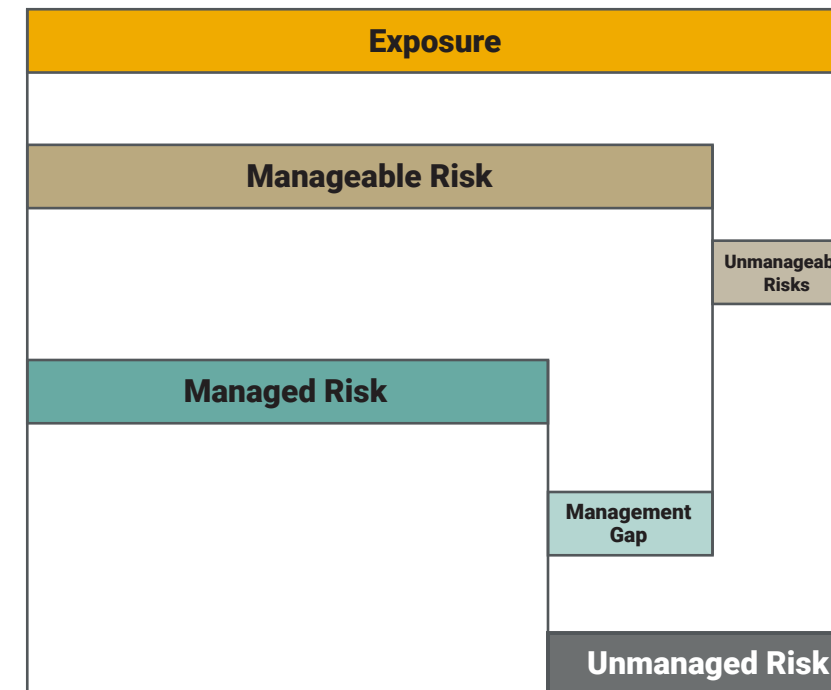 Exposure
Manageable Risk
Unmanageab
Risks
Managed Risk
Management
Gap
Unmanaged Risk